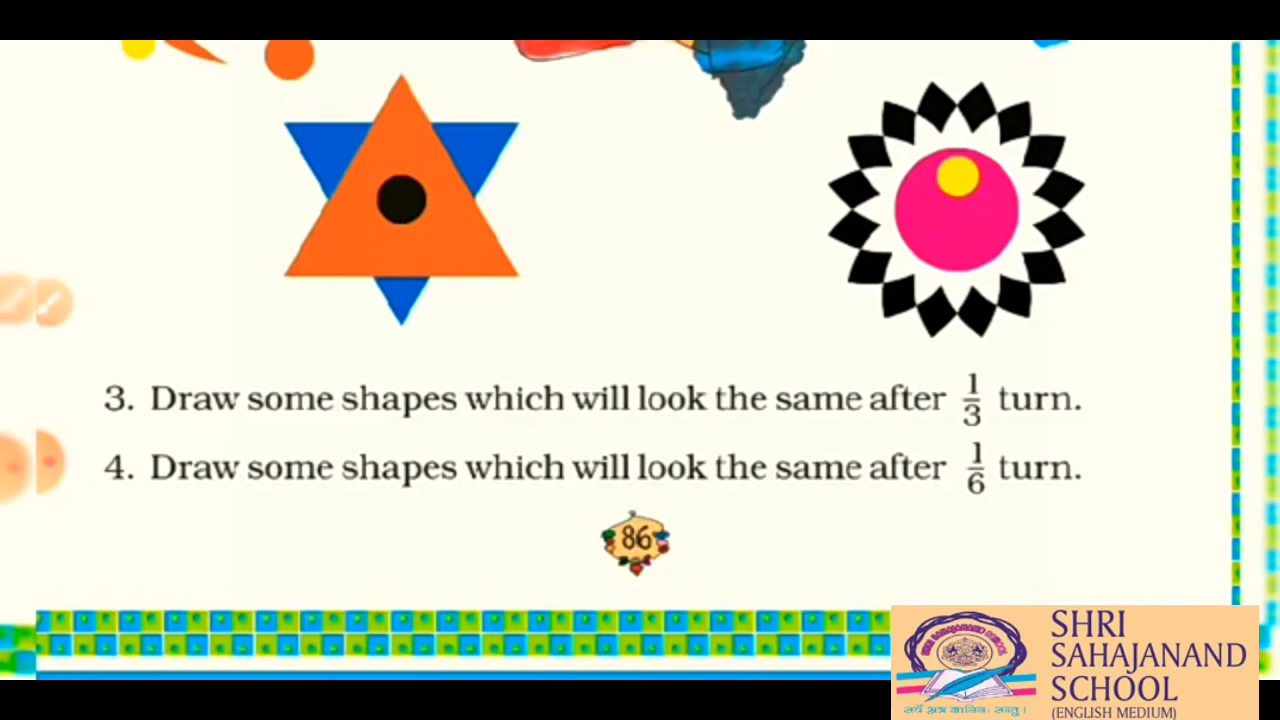 3. Draw some shapes which will look the same after 1/3 turn.
4. Draw some shapes which will look the same after 1/6 turn.
86
SHRI
SAHAJANAND
SCHOOL
(ENGLISH MEDIUM)